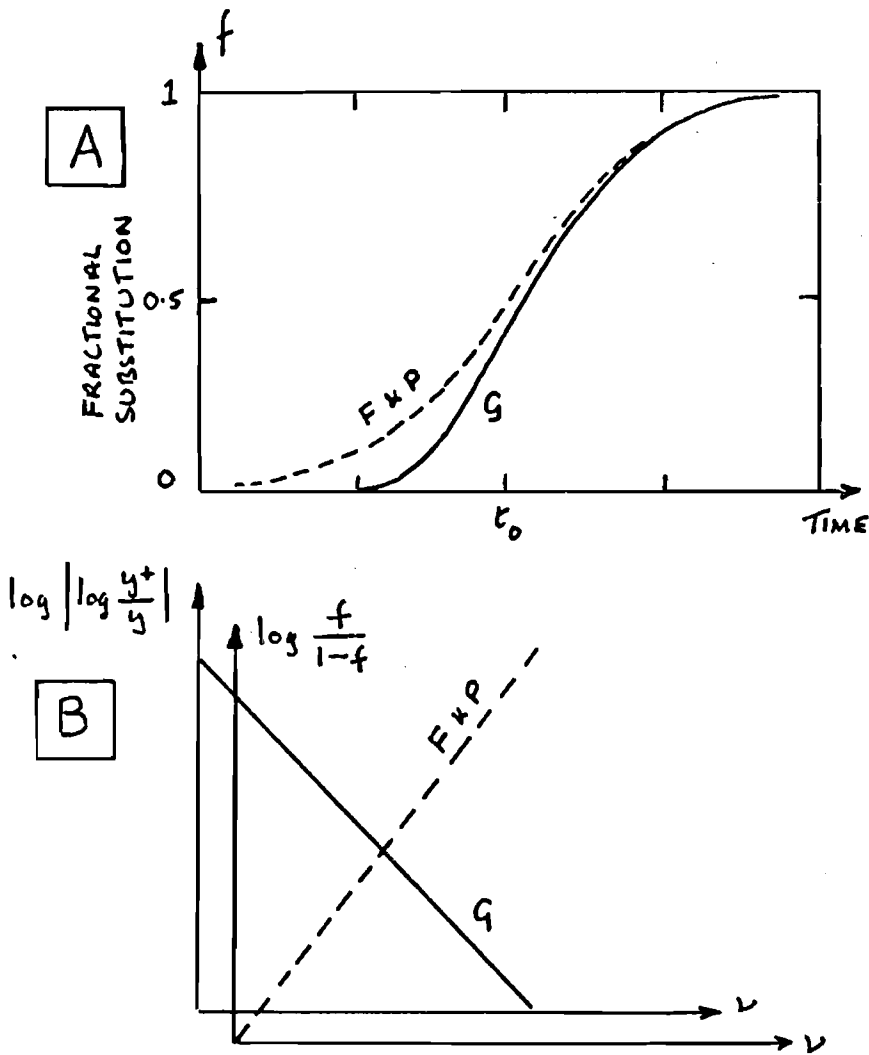 f
1
A
FRACTIONAL
SUBSTITUTION
0.5
F & P
G
0
t₀
TIME
log |log y⁺/y|
log f/1-f
B
F & P
G
ν
ν